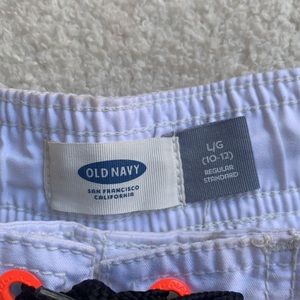 OLD NAVY
SAN FRANCISCO
CALIFORNIA
L/G
(10-12)
REGULAR
STANDARD